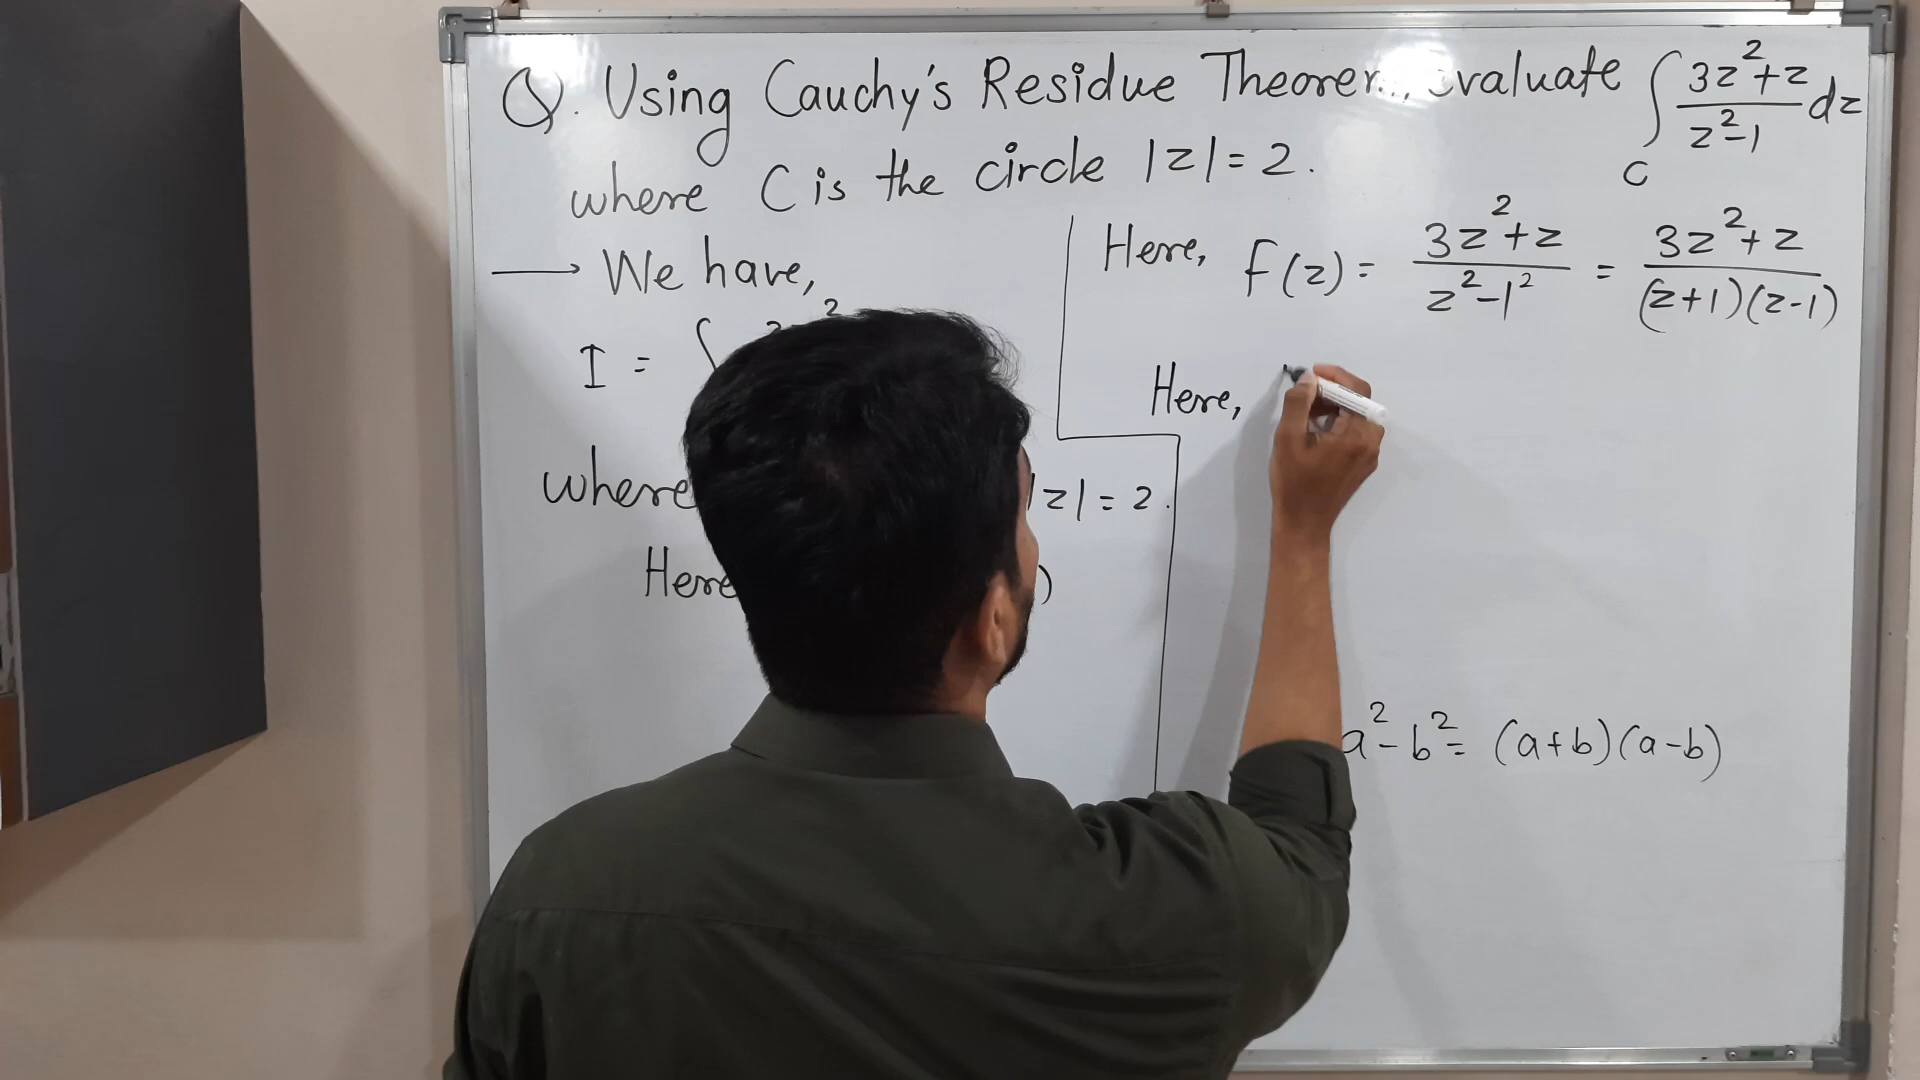 Q. Using Cauchy's Residue Theorem, evaluate ∫_C (3z²+z)/(z²-1) dz
where C is the circle |z| = 2.
→ We have,
I = ∫
where |z| = 2.
Here
Here, f(z) = (3z²+z)/(z²-1²) = (3z²+z)/((z+1)(z-1))
Here,
a²-b² = (a+b)(a-b)